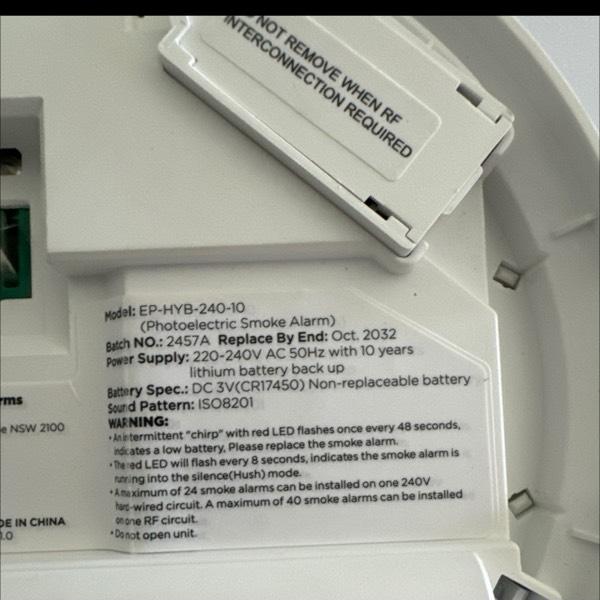 NOT REMOVE WHEN RF
INTERCONNECTION REQUIRED
Model: EP-HYB-240-10
(Photoelectric Smoke Alarm)
Batch NO.: 2457A Replace By End: Oct. 2032
Power Supply: 220-240V AC 50Hz with 10 years
lithium battery back up
Battery Spec.: DC 3V(CR17450) Non-replaceable battery
Sound Pattern: ISO8201
WARNING:
•An intermittent "chirp" with red LED flashes once every 48 seconds,
indicates a low battery, Please replace the smoke alarm.
•The red LED will flash every 8 seconds, indicates the smoke alarm is
running into the silence(Hush) mode.
•A maximum of 24 smoke alarms can be installed on one 240V
hard-wired circuit. A maximum of 40 smoke alarms can be installed
on one RF circuit.
•Do not open unit.
NSW 2100
IN CHINA